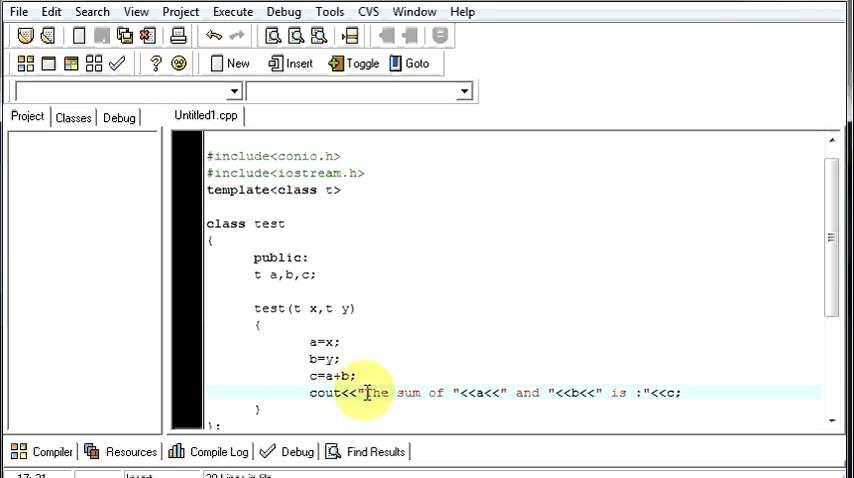 File Edit Search View Project Execute Debug Tools CVS Window Help
New Insert Toggle Goto
Project Classes Debug Untitled1.cpp
#include<conio.h>
#include<iostream.h>
template<class t>
class test
{
public:
t a,b,c;
test(t x,t y)
{
a=x;
b=y;
c=a+b;
cout<<"The sum of "<<a<<" and "<<b<<" is :"<<c;
}
};
Compiler Resources Compile Log Debug Find Results
Insert